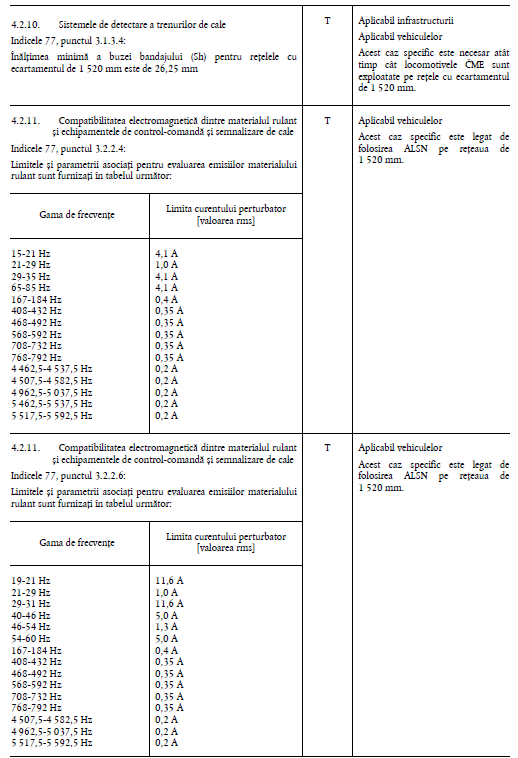 4.2.10. Sistemele de detectare a trenurilor de cale
Indicele 77, punctul 3.1.3.4:
Înălțimea minimă a buzei bandajului (Sh) pentru rețelele cu
ecartamentul de 1 520 mm este de 26,25 mm
T
Aplicabil infrastructurii
Aplicabil vehiculelor
Acest caz specific este necesar atât
timp cât locomotivele ČME sunt
exploatate pe rețele cu ecartamentul
de 1 520 mm.
4.2.11. Compatibilitatea electromagnetică dintre materialul rulant
și echipamentele de control-comandă și semnalizare de cale
Indicele 77, punctul 3.2.2.4:
Limitele și parametrii asociați pentru evaluarea emisiilor materialului
rulant sunt furnizați în tabelul următor:
T
Aplicabil vehiculelor
Acest caz specific este legat de
folosirea ALSN pe rețeaua de
1 520 mm.
Gama de frecvențe
Limita curentului perturbator
[valoarea rms]
15-21 Hz 4,1 A
21-29 Hz 1,0 A
29-35 Hz 4,1 A
65-85 Hz 4,1 A
167-184 Hz 0,4 A
408-432 Hz 0,35 A
468-492 Hz 0,35 A
568-592 Hz 0,35 A
708-732 Hz 0,35 A
768-792 Hz 0,35 A
4 462,5-4 537,5 Hz 0,2 A
4 507,5-4 582,5 Hz 0,2 A
4 962,5-5 037,5 Hz 0,2 A
5 462,5-5 537,5 Hz 0,2 A
5 517,5-5 592,5 Hz 0,2 A
4.2.11. Compatibilitatea electromagnetică dintre materialul rulant
și echipamentele de control-comandă și semnalizare de cale
Indicele 77, punctul 3.2.2.6:
Limitele și parametrii asociați pentru evaluarea emisiilor materialului
rulant sunt furnizați în tabelul următor:
T
Aplicabil vehiculelor
Acest caz specific este legat de
folosirea ALSN pe rețeaua de
1 520 mm.
Gama de frecvențe
Limita curentului perturbator
[valoarea rms]
19-21 Hz 11,6 A
21-29 Hz 1,0 A
29-31 Hz 11,6 A
40-46 Hz 5,0 A
46-54 Hz 1,3 A
54-60 Hz 5,0 A
167-184 Hz 0,4 A
408-432 Hz 0,35 A
468-492 Hz 0,35 A
568-592 Hz 0,35 A
708-732 Hz 0,35 A
768-792 Hz 0,35 A
4 507,5-4 582,5 Hz 0,2 A
4 962,5-5 037,5 Hz 0,2 A
5 517,5-5 592,5 Hz 0,2 A